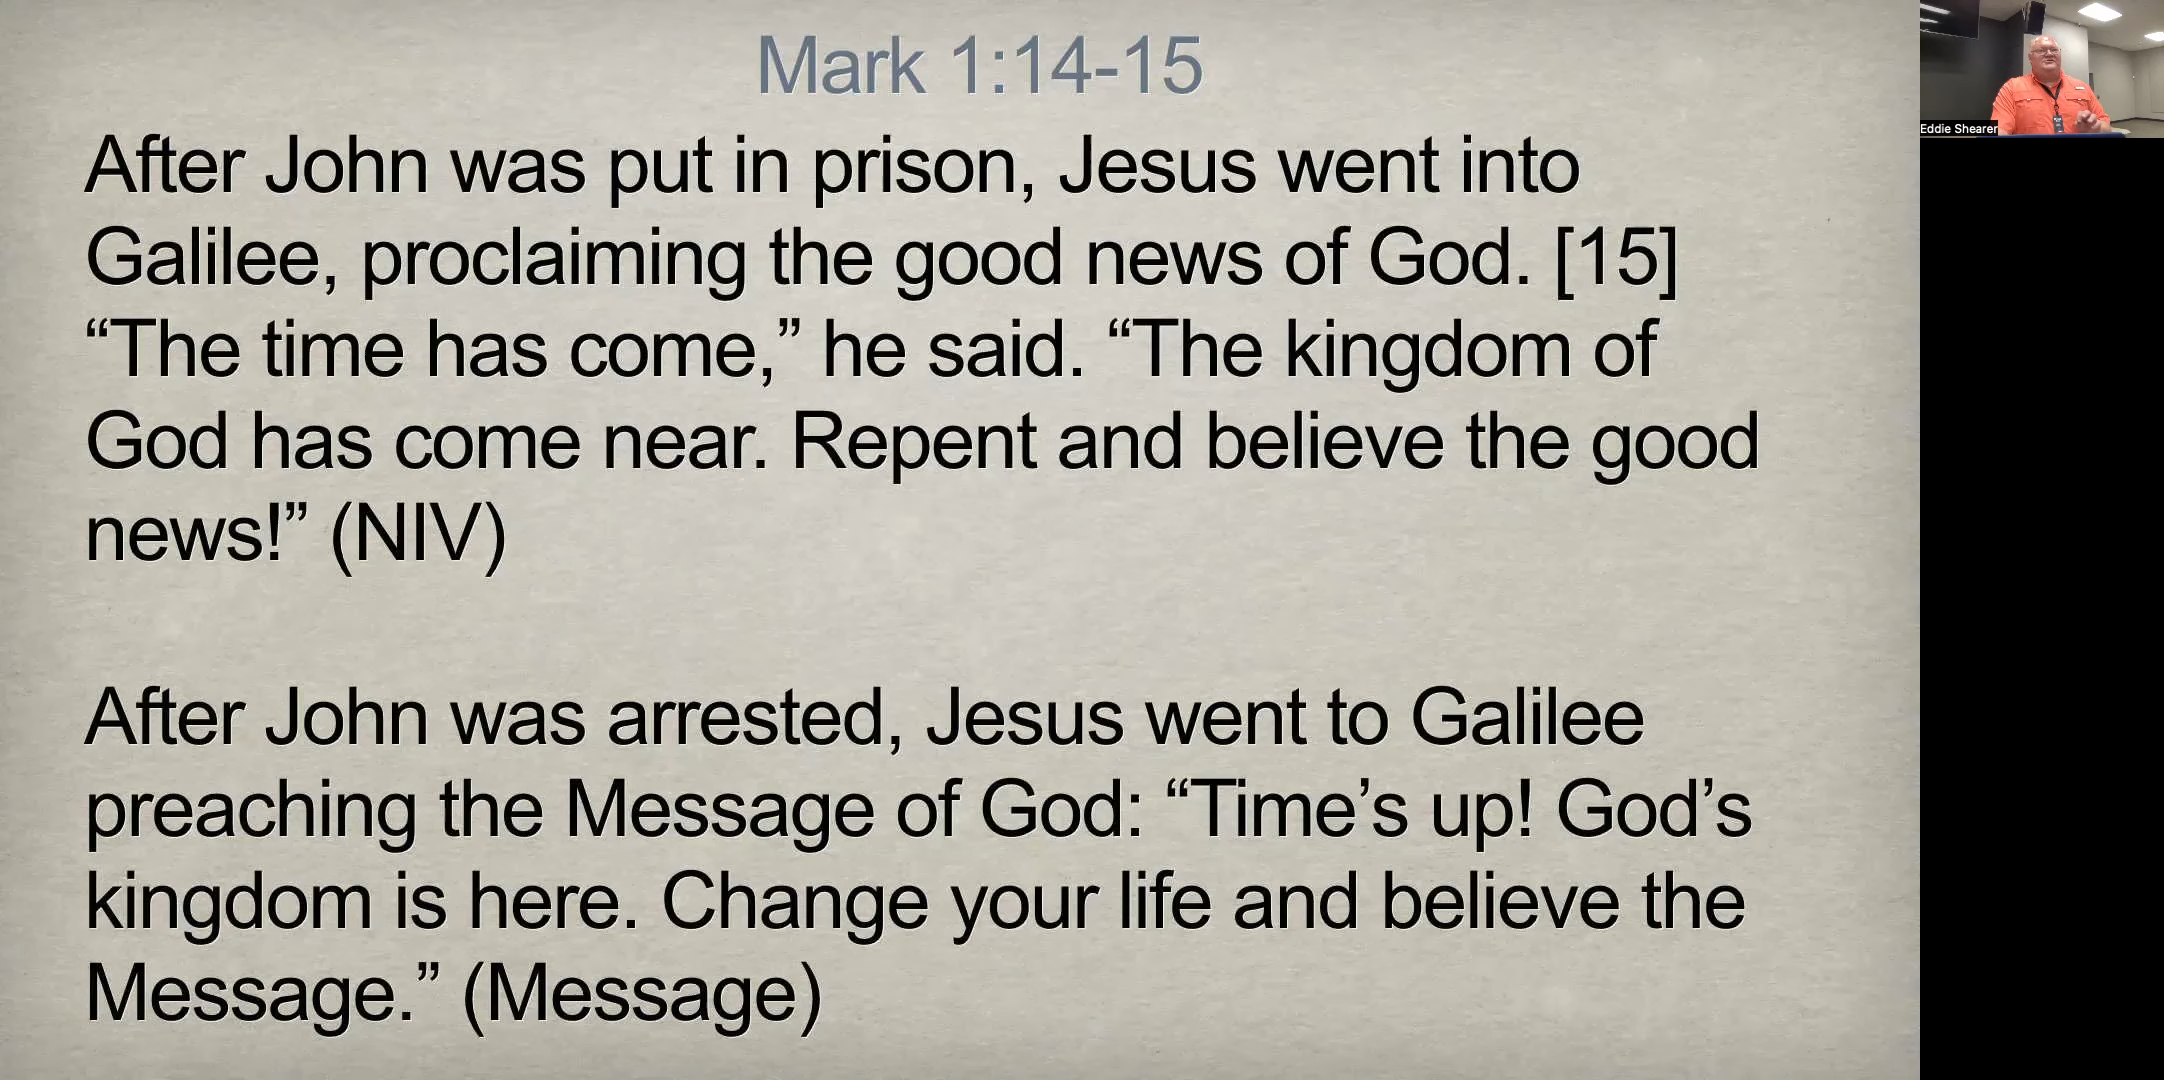 Mark 1:14-15
After John was put in prison, Jesus went into
Galilee, proclaiming the good news of God. [15]
“The time has come,” he said. “The kingdom of
God has come near. Repent and believe the good
news!” (NIV)
After John was arrested, Jesus went to Galilee
preaching the Message of God: “Time’s up! God’s
kingdom is here. Change your life and believe the
Message.” (Message)
Eddie Shearer